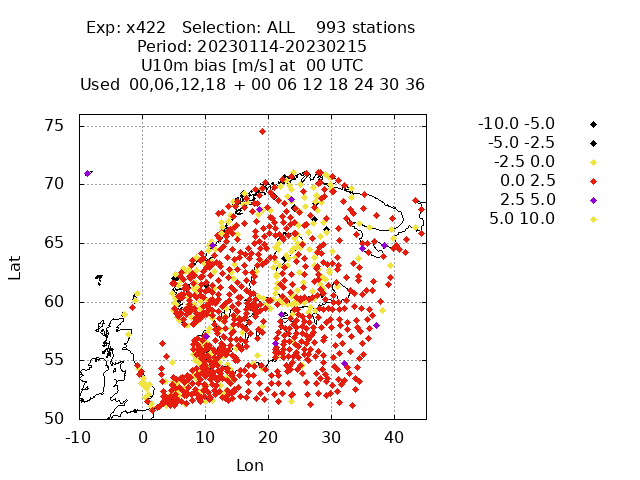 Exp: x422 Selection: ALL 993 stations
Period: 20230114-20230215
U10m bias [m/s] at 00 UTC
Used 00,06,12,18 + 00 06 12 18 24 30 36
-10.0 -5.0
-5.0 -2.5
-2.5 0.0
0.0 2.5
2.5 5.0
5.0 10.0
75
70
65
60
55
50
Lat
-10 0 10 20 30 40
Lon